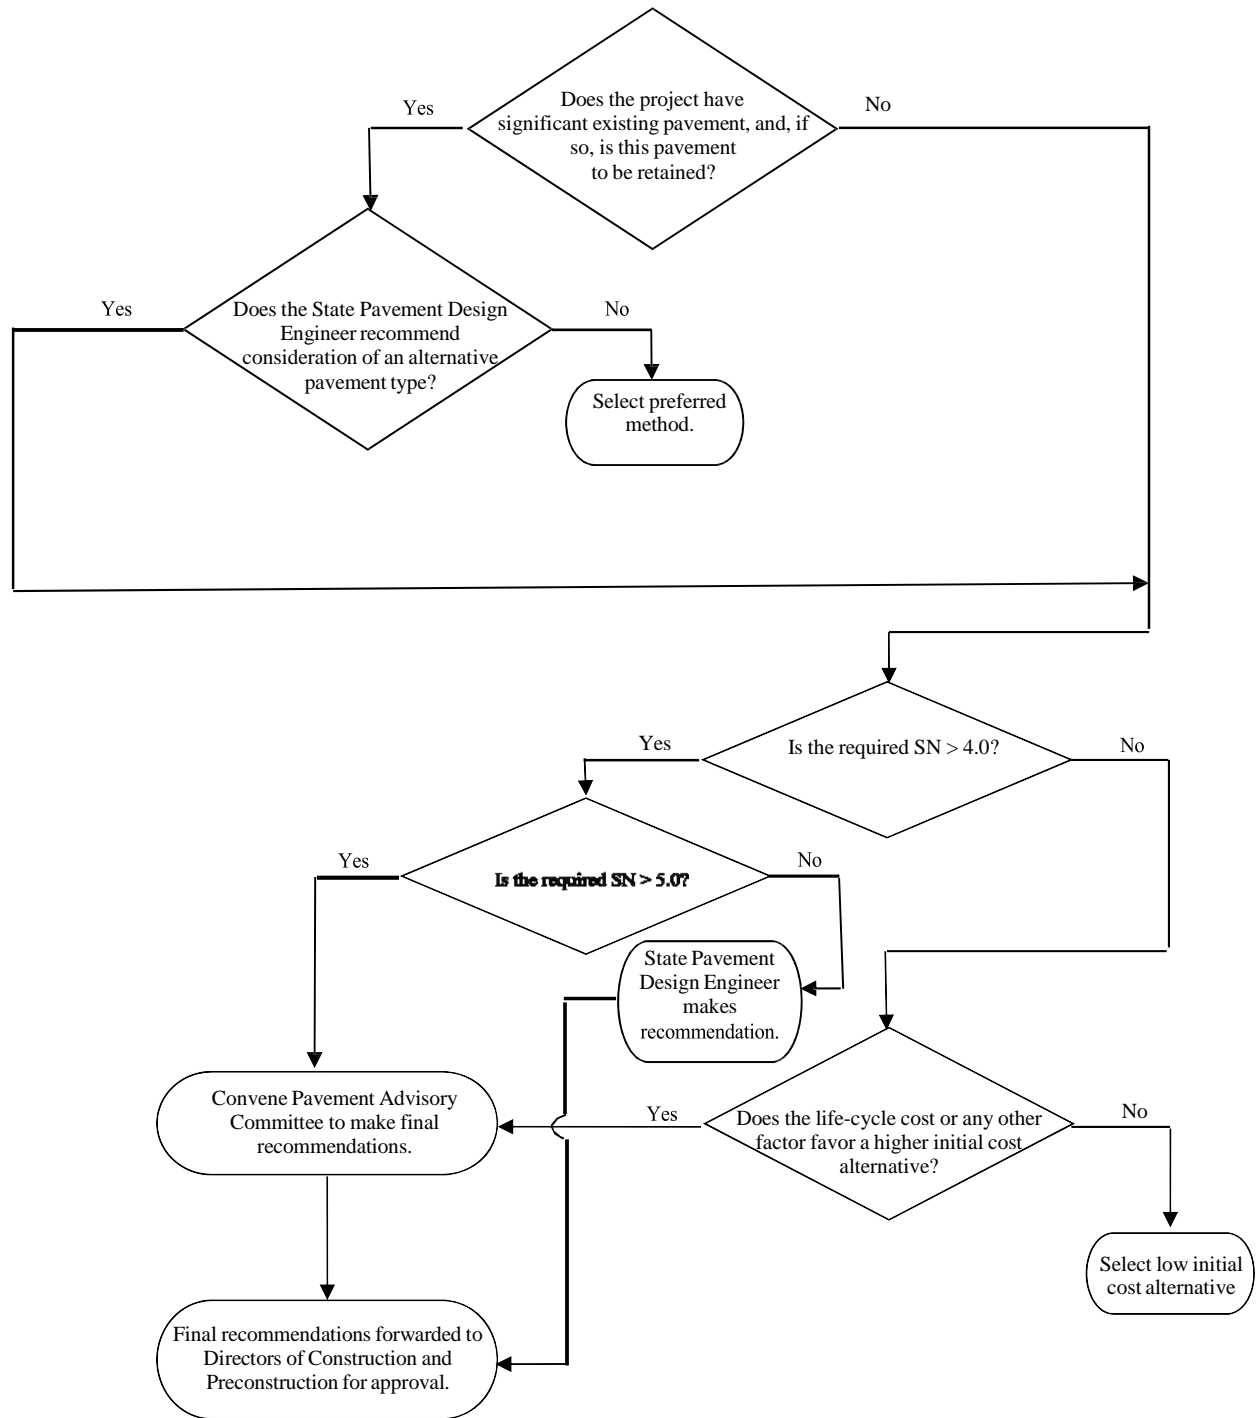 Does the project have
significant existing pavement, and, if
so, is this pavement
to be retained?
Yes
No
Does the State Pavement Design
Engineer recommend
consideration of an alternative
pavement type?
Yes
No
Select preferred
method.
Is the required SN > 4.0?
Yes
No
Is the required SN > 5.0?
Yes
No
State Pavement
Design Engineer
makes
recommendation.
Convene Pavement Advisory
Committee to make final
recommendations.
Yes
Does the life-cycle cost or any other
factor favor a higher initial cost
alternative?
No
Select low initial
cost alternative
Final recommendations forwarded to
Directors of Construction and
Preconstruction for approval.